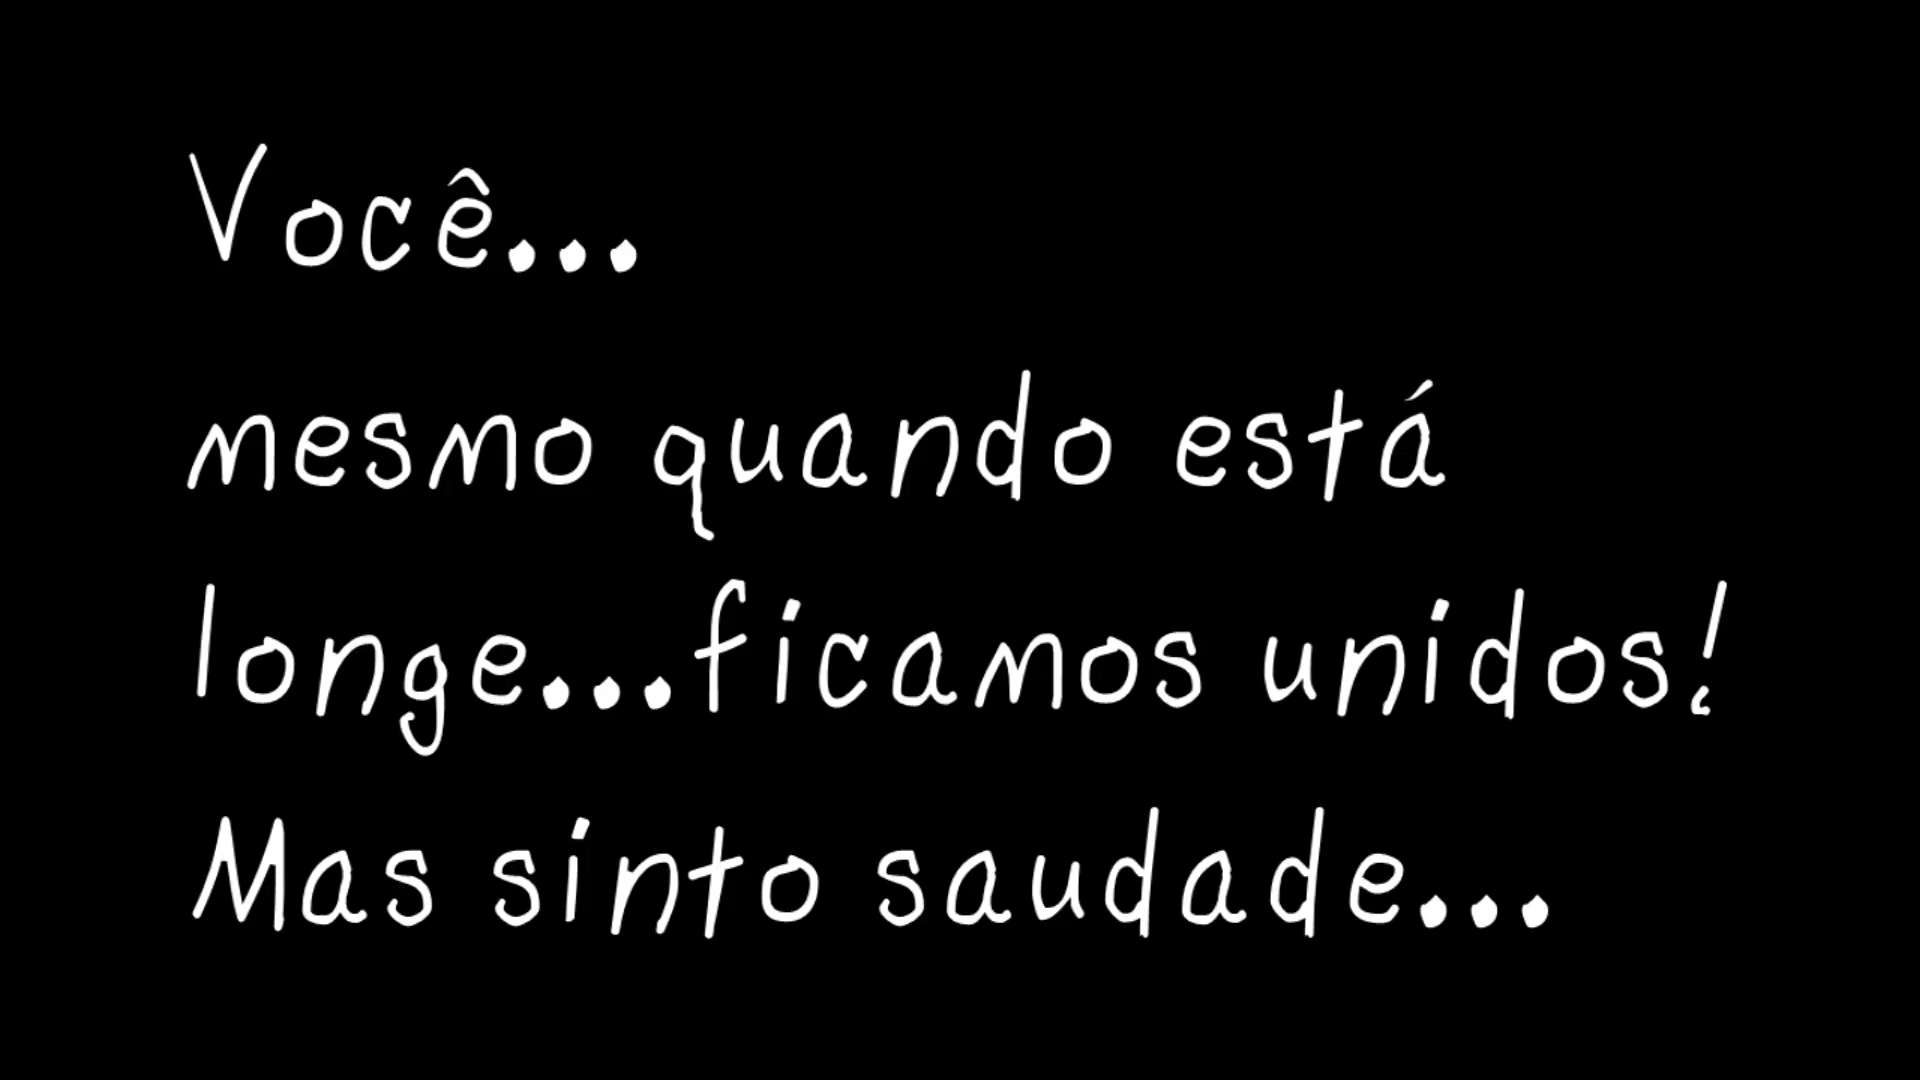 Você...
mesmo quando está
longe...ficamos unidos!
Mas sinto saudade...